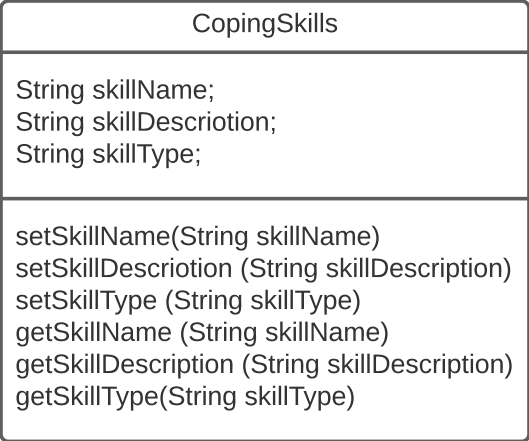 CopingSkills
String skillName;
String skillDescriotion;
String skillType;
setSkillName(String skillName)
setSkillDescriotion (String skillDescription)
setSkillType (String skillType)
getSkillName (String skillName)
getSkillDescription (String skillDescription)
getSkillType(String skillType)